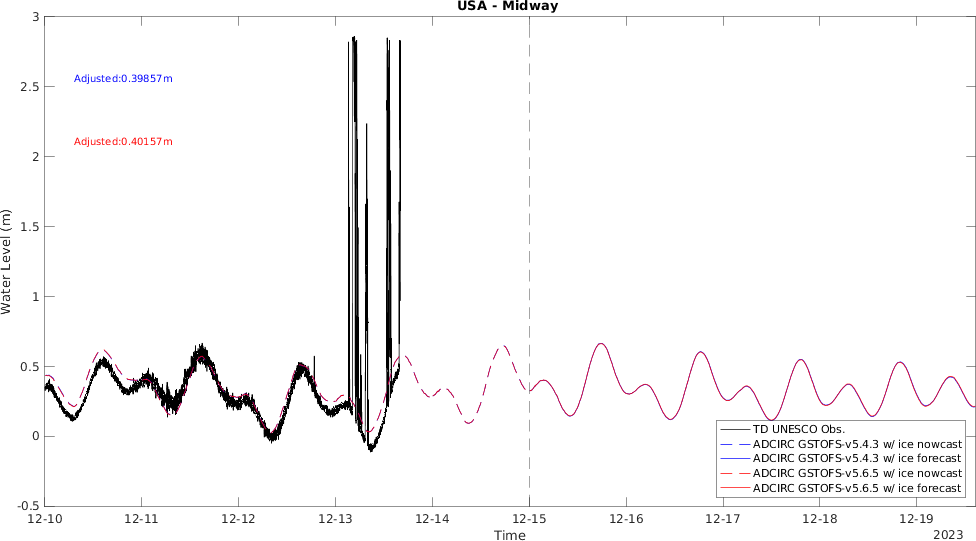 USA - Midway
3
2.5
2
1.5
1
0.5
0
-0.5
Water Level (m)
Adjusted:0.39857m
Adjusted:0.40157m
TD UNESCO Obs.
ADCIRC GSTOFS-v5.4.3 w/ ice nowcast
ADCIRC GSTOFS-v5.4.3 w/ ice forecast
ADCIRC GSTOFS-v5.6.5 w/ ice nowcast
ADCIRC GSTOFS-v5.6.5 w/ ice forecast
12-10 12-11 12-12 12-13 12-14 12-15 12-16 12-17 12-18 12-19
Time
2023